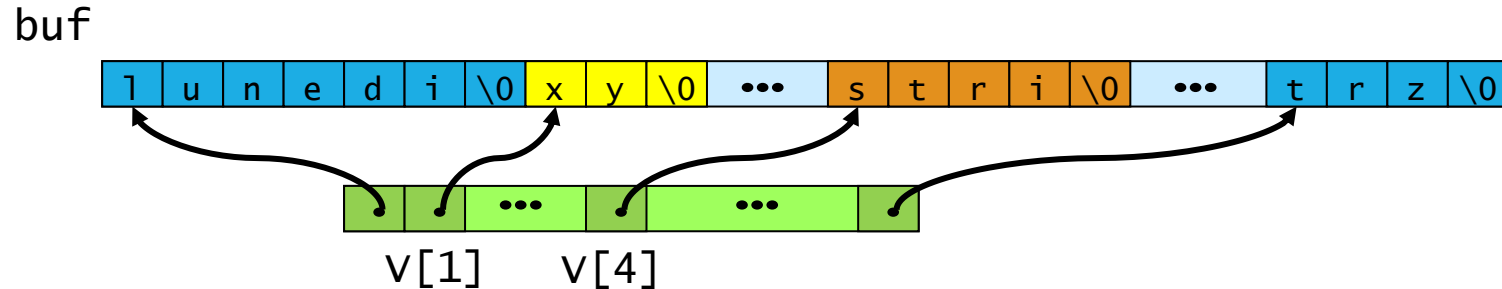 buf
l u n e d i \0 x y \0 ••• s t r i \0 ••• t r z \0
••• •••
V[1] V[4]